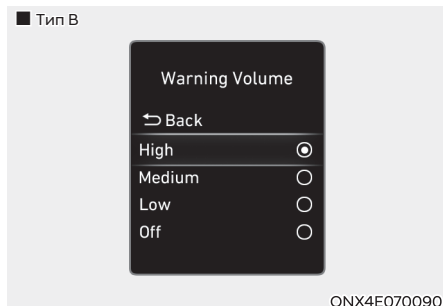 Тип B
Warning Volume
Back
High
Medium
Low
Off
ONX4E070090